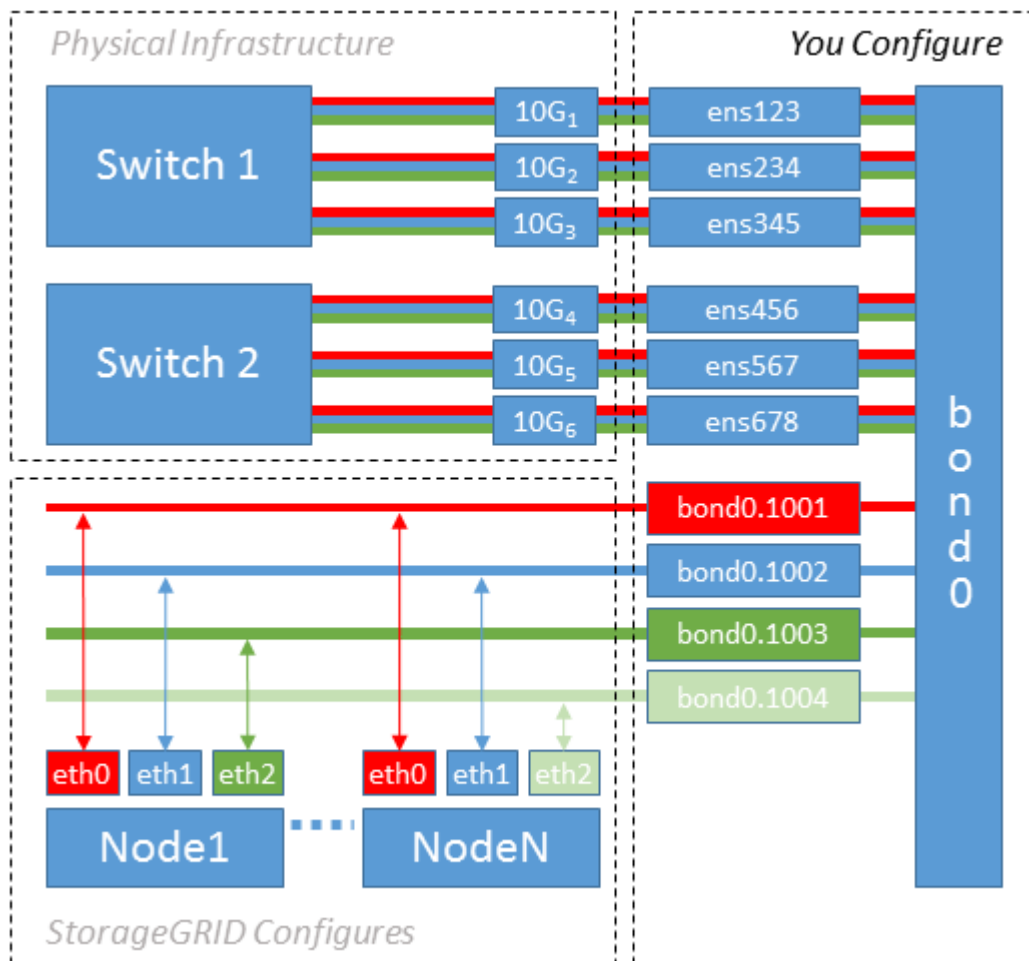 Physical Infrastructure
You Configure
Switch 1
10G1
ens123
10G2
ens234
10G3
ens345
Switch 2
10G4
ens456
10G5
ens567
10G6
ens678
bond0
bond0.1001
bond0.1002
bond0.1003
bond0.1004
eth0 eth1 eth2
eth0 eth1 eth2
Node1
NodeN
StorageGRID Configures